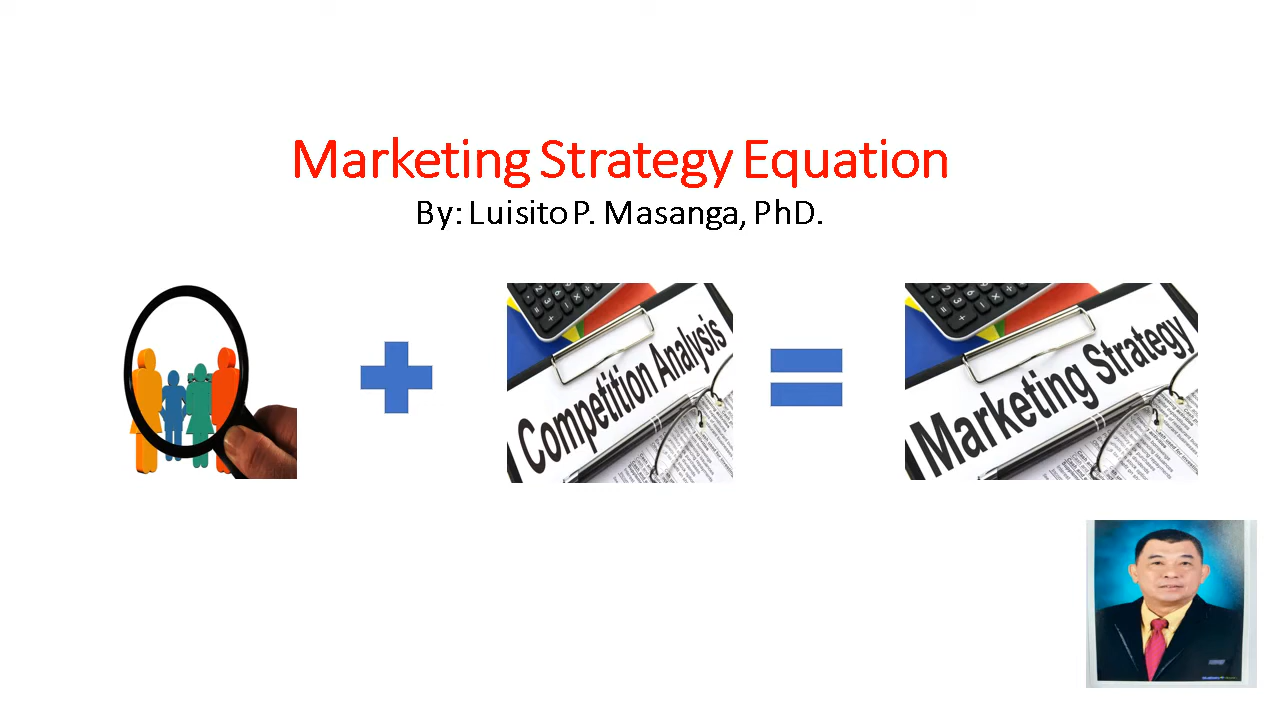 Marketing Strategy Equation
By: Luisito P. Masanga, PhD.
Competition Analysis
Marketing Strategy